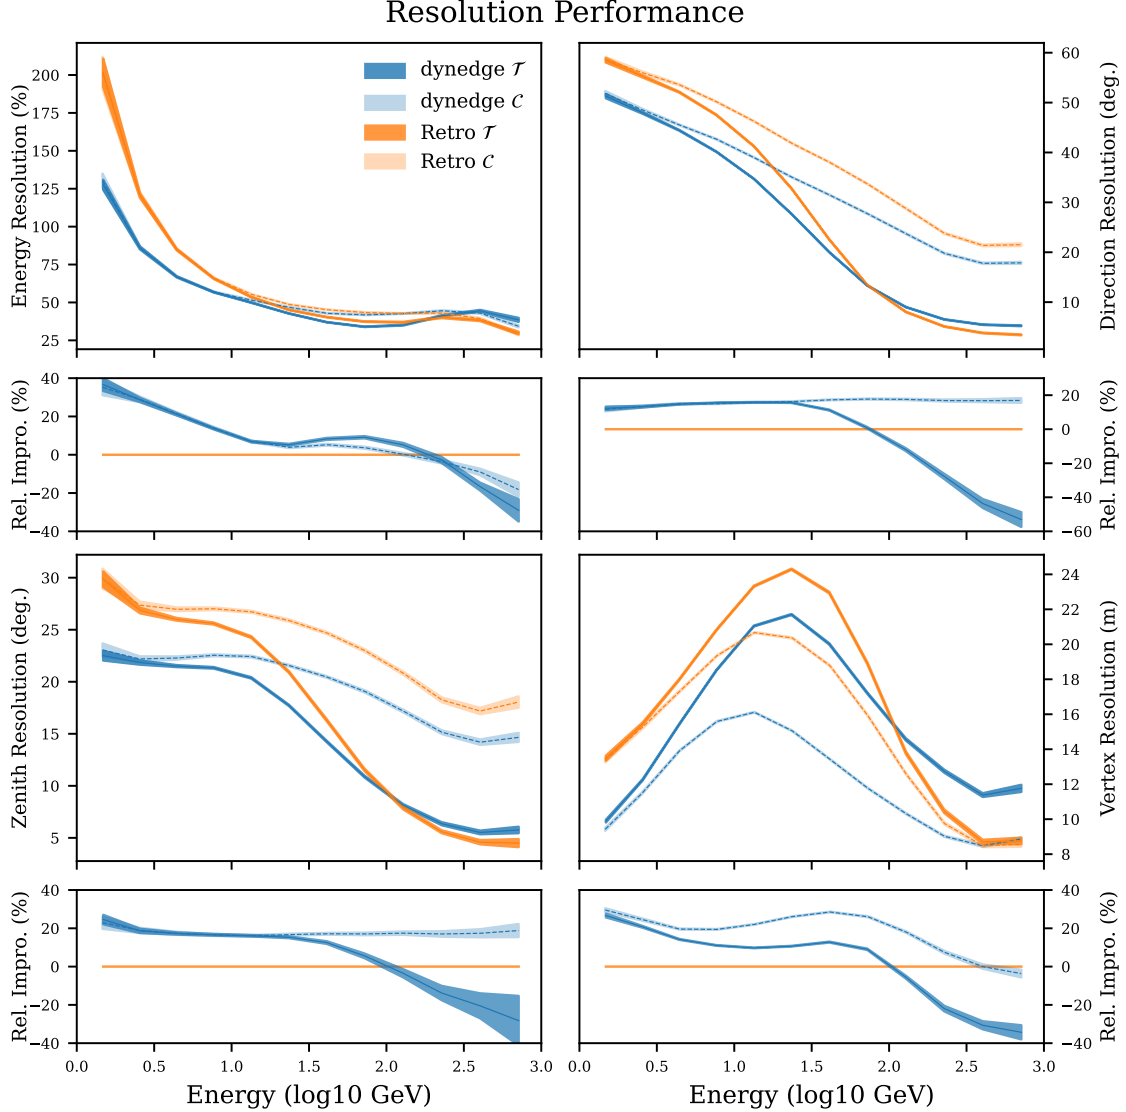 Resolution Performance
Energy Resolution (%)
200
175
150
125
100
75
50
25
dynedge 𝒯
dynedge 𝒞
Retro 𝒯
Retro 𝒞
Direction Resolution (deg.)
60
50
40
30
20
10
Rel. Impro. (%)
40
20
0
−20
−40
Rel. Impro. (%)
20
0
−20
−40
−60
Zenith Resolution (deg.)
30
25
20
15
10
5
Vertex Resolution (m)
24
22
20
18
16
14
12
10
8
Rel. Impro. (%)
40
20
0
−20
−40
0.0 0.5 1.0 1.5 2.0 2.5 3.0
Energy (log10 GeV)
Rel. Impro. (%)
40
20
0
−20
−40
0.0 0.5 1.0 1.5 2.0 2.5 3.0
Energy (log10 GeV)